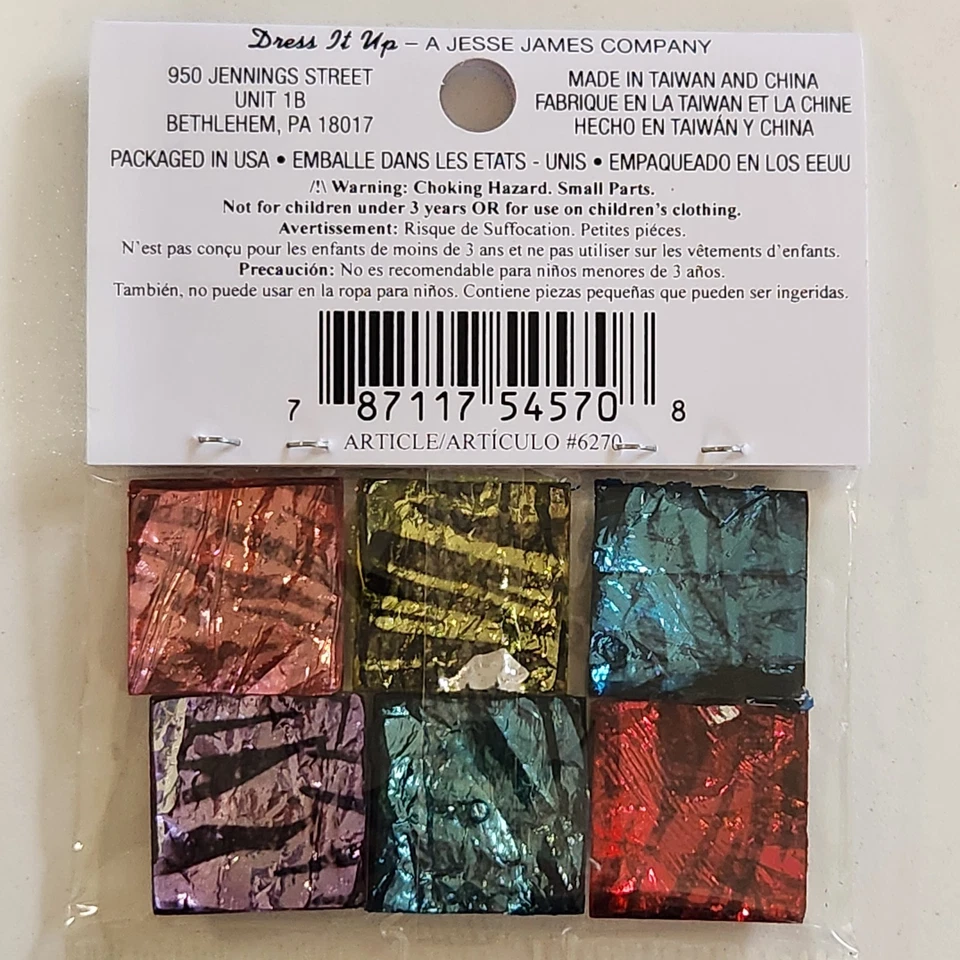 Dress It Up – A JESSE JAMES COMPANY
950 JENNINGS STREET
UNIT 1B
BETHLEHEM, PA 18017
MADE IN TAIWAN AND CHINA
FABRIQUE EN LA TAIWAN ET LA CHINE
HECHO EN TAIWÁN Y CHINA
PACKAGED IN USA • EMBALLE DANS LES ETATS - UNIS • EMPAQUEADO EN LOS EEUU
/!\ Warning: Choking Hazard. Small Parts.
Not for children under 3 years OR for use on children's clothing.
Avertissement: Risque de Suffocation. Petites piéces.
N'est pas conçu pour les enfants de moins de 3 ans et ne pas utiliser sur les vêtements d'enfants.
Precaución: No es recomendable para niños menores de 3 años.
También, no puede usar en la ropa para niños. Contiene piezas pequeñas que pueden ser ingeridas.
7 87117 54570 8
ARTICLE/ARTÍCULO #6270